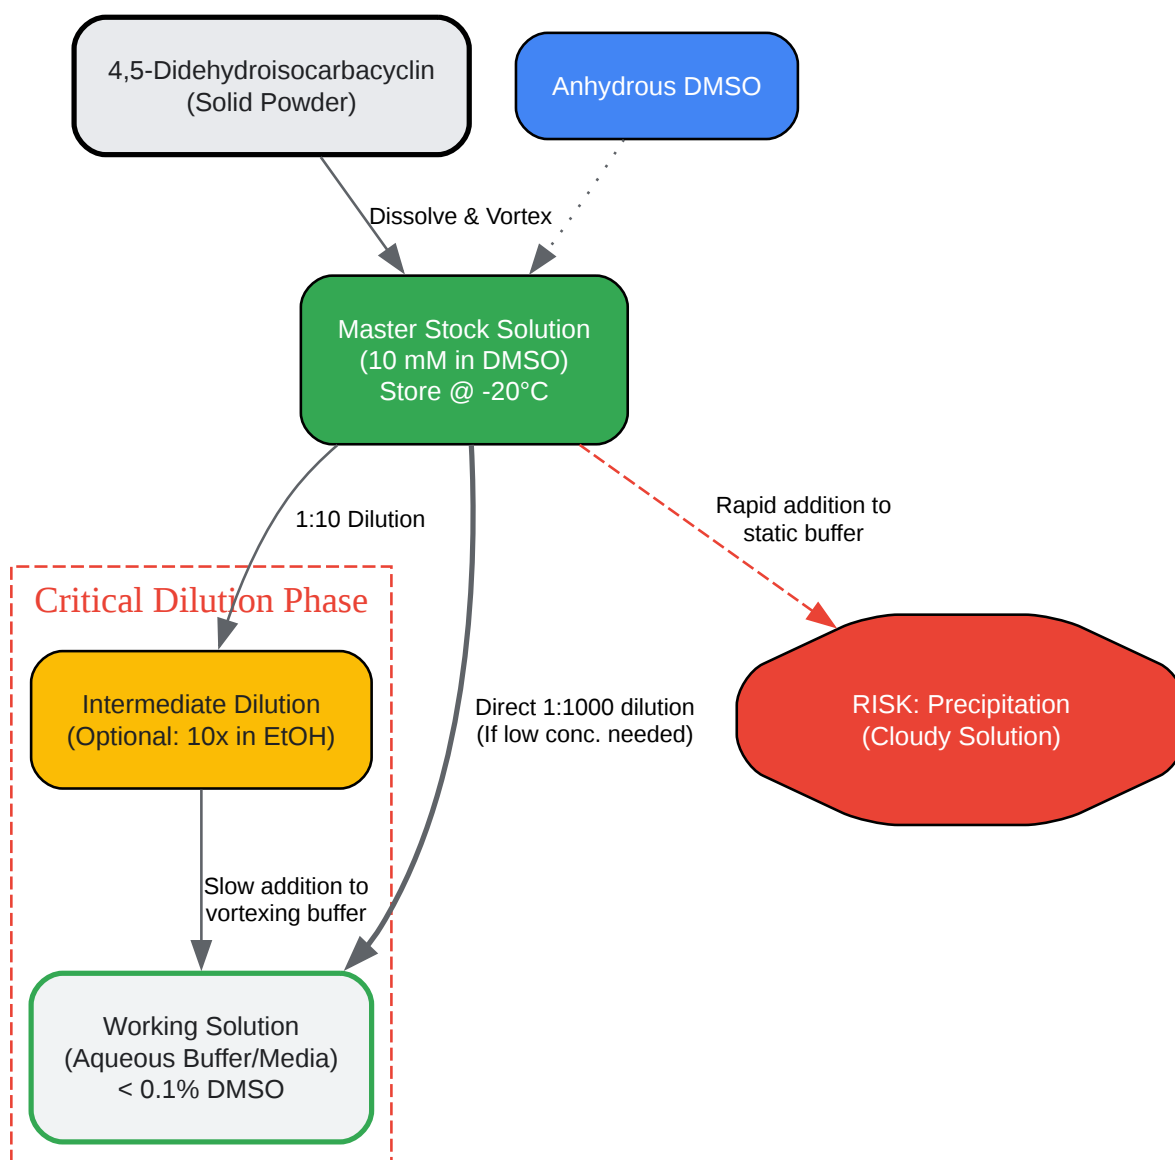 4,5-Didehydroisocarbacyclin
(Solid Powder)
Anhydrous DMSO
Dissolve & Vortex
Master Stock Solution
(10 mM in DMSO)
Store @ -20°C
1:10 Dilution
Rapid addition to
static buffer
Critical Dilution Phase
Intermediate Dilution
(Optional: 10x in EtOH)
Direct 1:1000 dilution
(If low conc. needed)
RISK: Precipitation
(Cloudy Solution)
Slow addition to
vortexing buffer
Working Solution
(Aqueous Buffer/Media)
< 0.1% DMSO